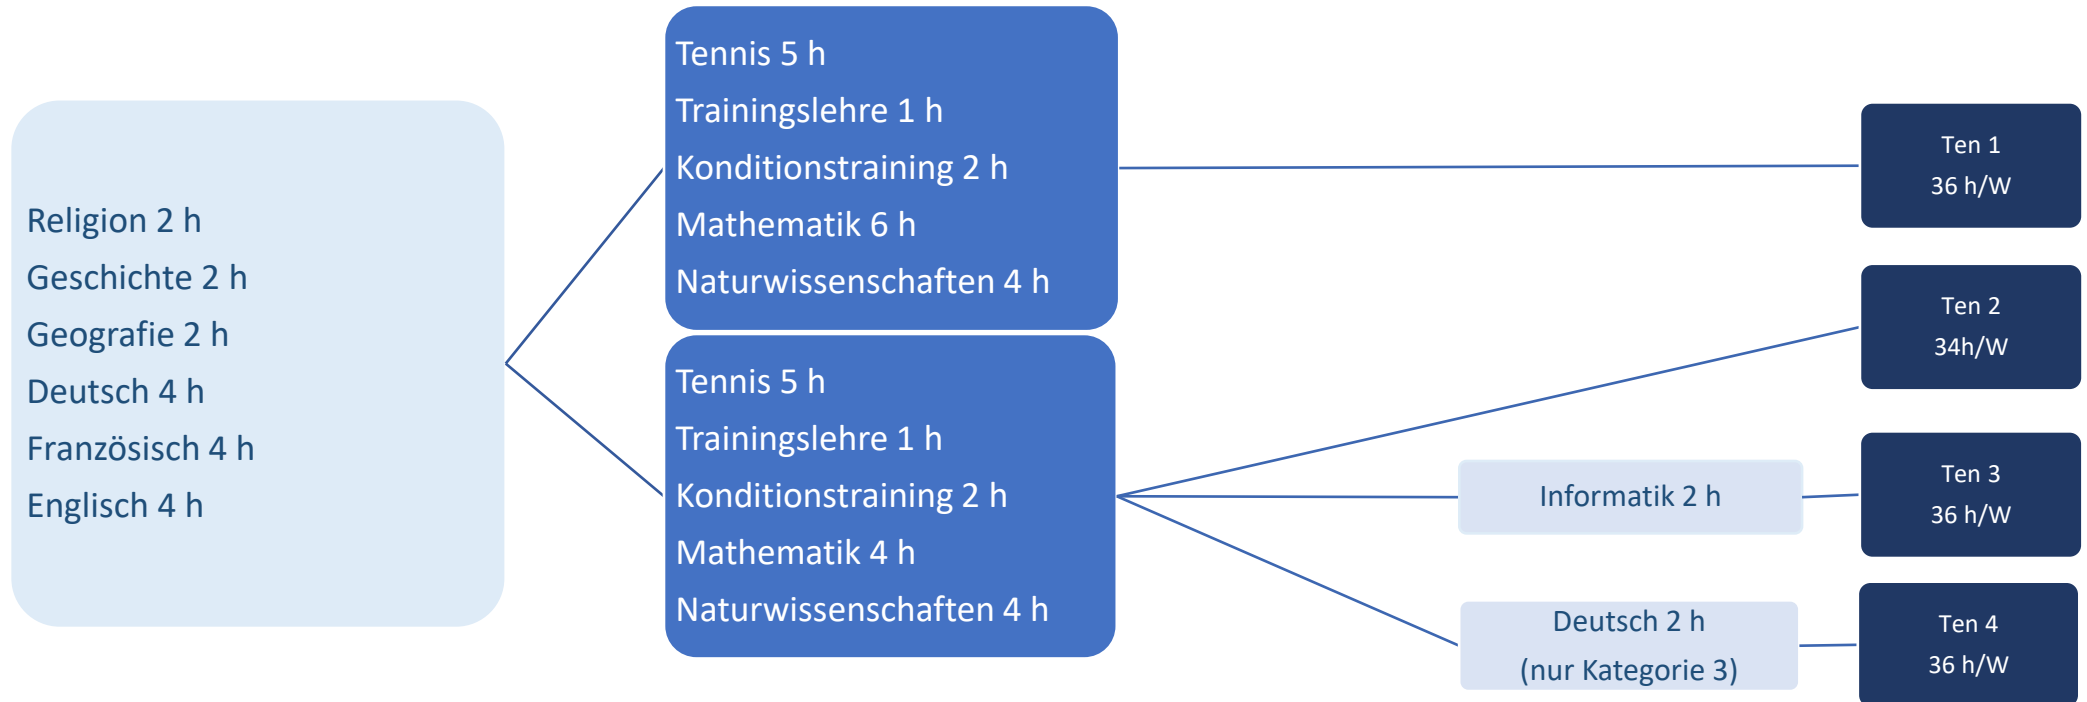 Religion 2 h
Geschichte 2 h
Geografie 2 h
Deutsch 4 h
Französisch 4 h
Englisch 4 h
Tennis 5 h
Trainingslehre 1 h
Konditionstraining 2 h
Mathematik 6 h
Naturwissenschaften 4 h
Tennis 5 h
Trainingslehre 1 h
Konditionstraining 2 h
Mathematik 4 h
Naturwissenschaften 4 h
Informatik 2 h
Deutsch 2 h
(nur Kategorie 3)
Ten 1
36 h/W
Ten 2
34h/W
Ten 3
36 h/W
Ten 4
36 h/W